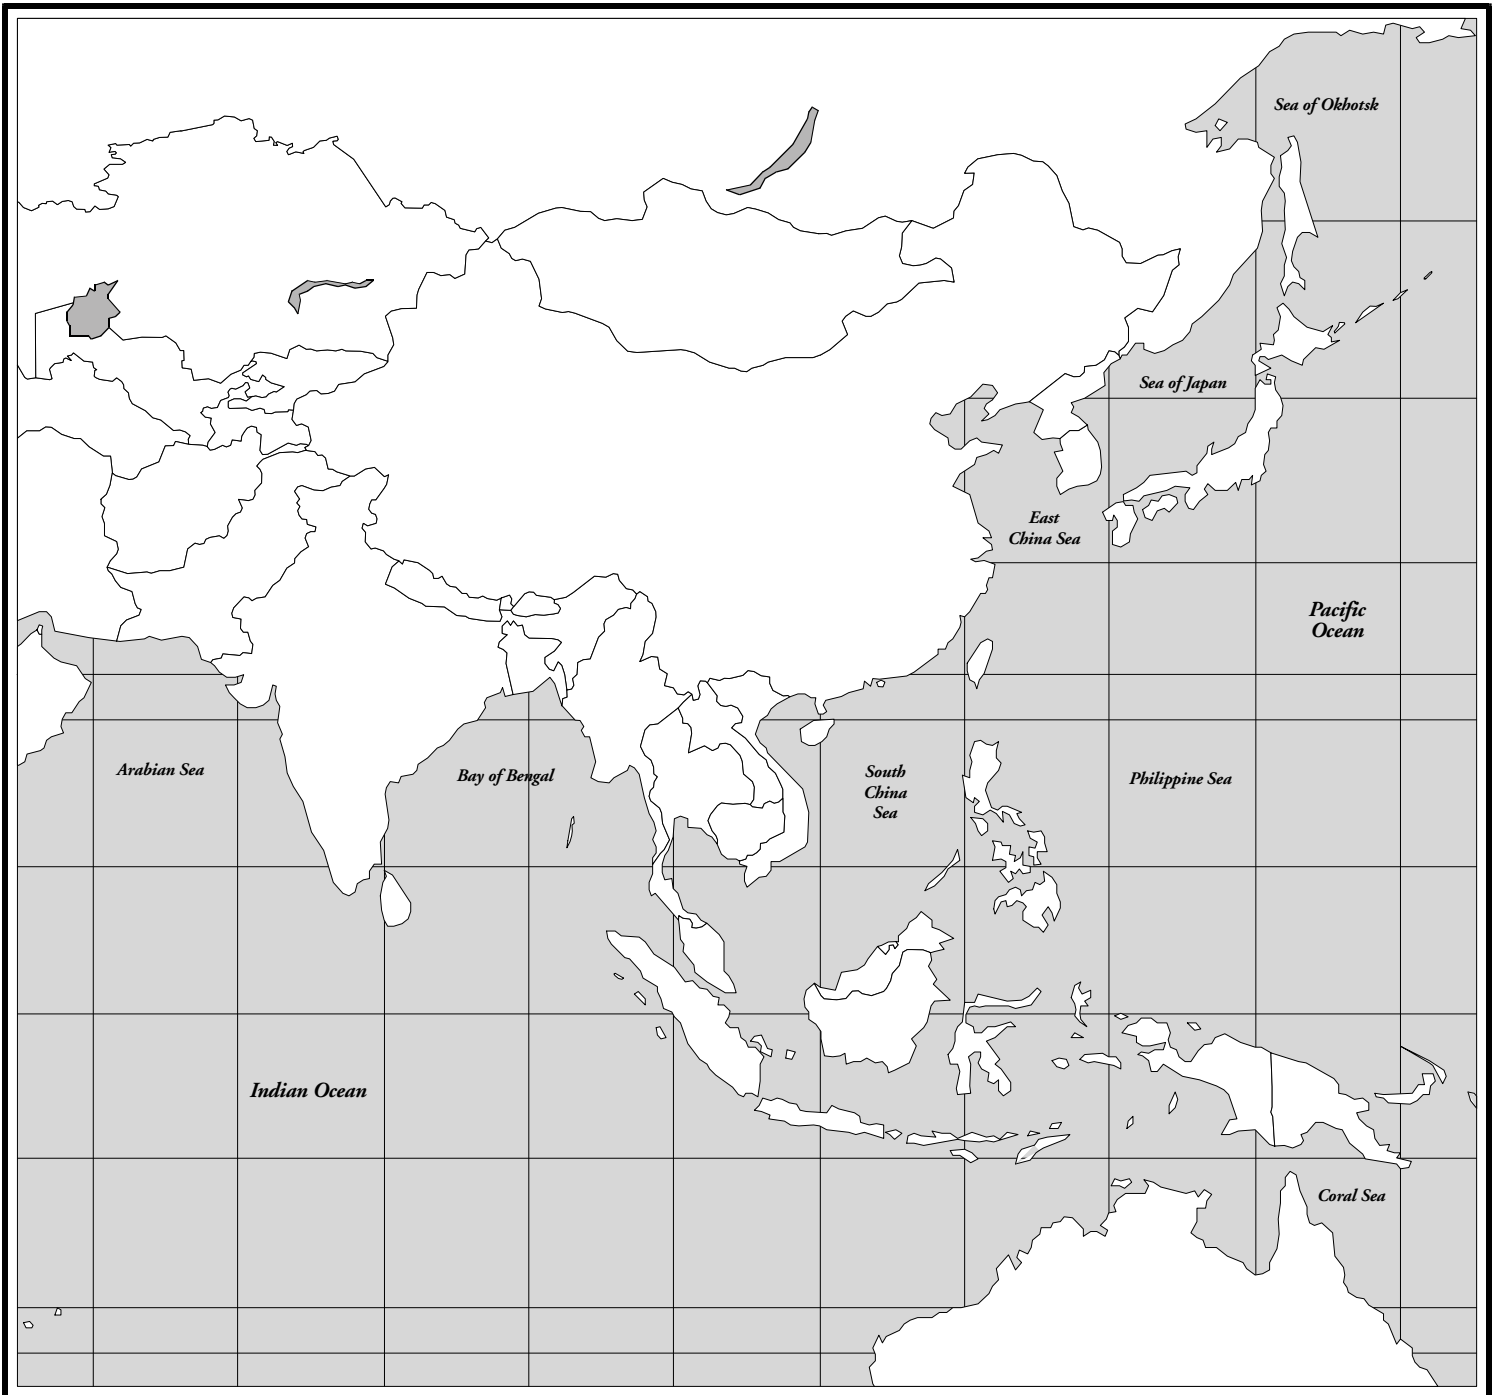 Sea of Okhotsk
Sea of Japan
East
China Sea
Pacific
Ocean
Arabian Sea
Bay of Bengal
South
China
Sea
Philippine Sea
Indian Ocean
Coral Sea